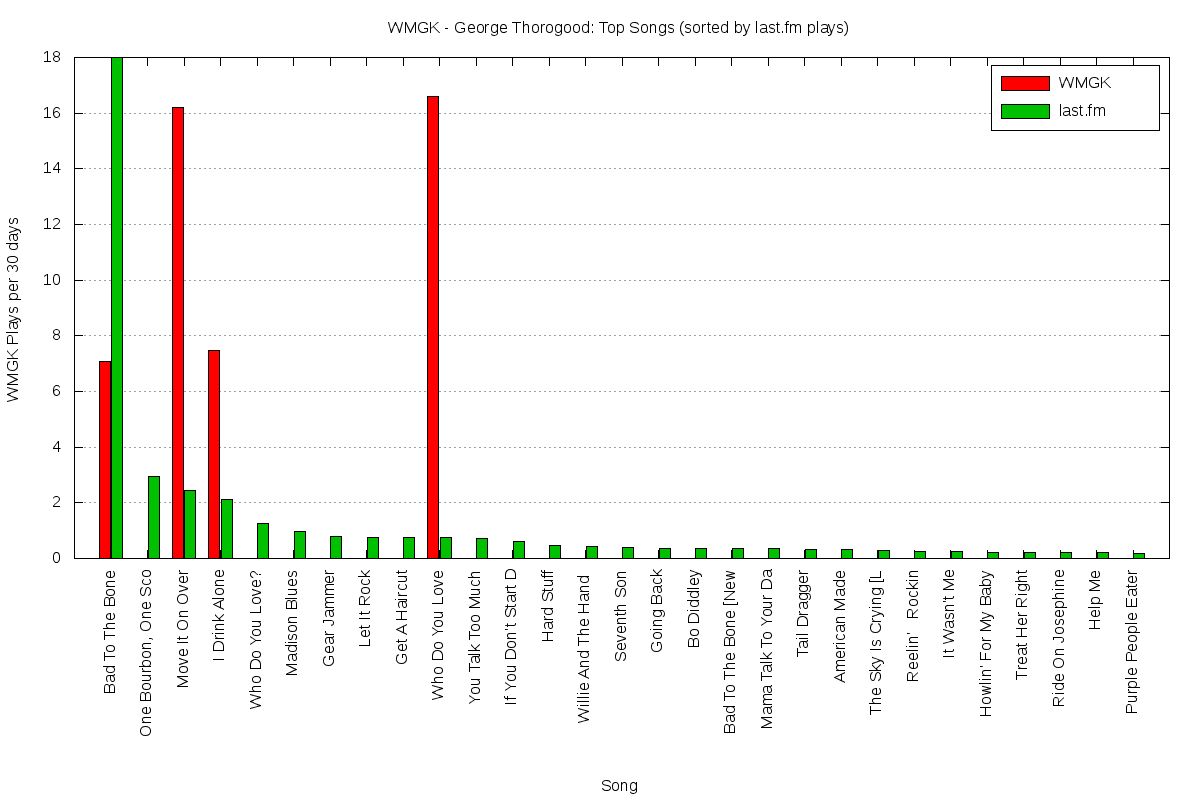 WMGK - George Thorogood: Top Songs (sorted by last.fm plays)
WMGK
last.fm
18
16
14
12
10
8
6
4
2
0
WMGK Plays per 30 days
Bad To The Bone
One Bourbon, One Sco
Move It On Over
I Drink Alone
Who Do You Love?
Madison Blues
Gear Jammer
Let It Rock
Get A Haircut
Who Do You Love
You Talk Too Much
If You Don't Start D
Hard Stuff
Willie And The Hand
Seventh Son
Going Back
Bo Diddley
Bad To The Bone [New
Mama Talk To Your Da
Tail Dragger
American Made
The Sky Is Crying [L
Reelin'  Rockin
It Wasn't Me
Howlin' For My Baby
Treat Her Right
Ride On Josephine
Help Me
Purple People Eater
Song